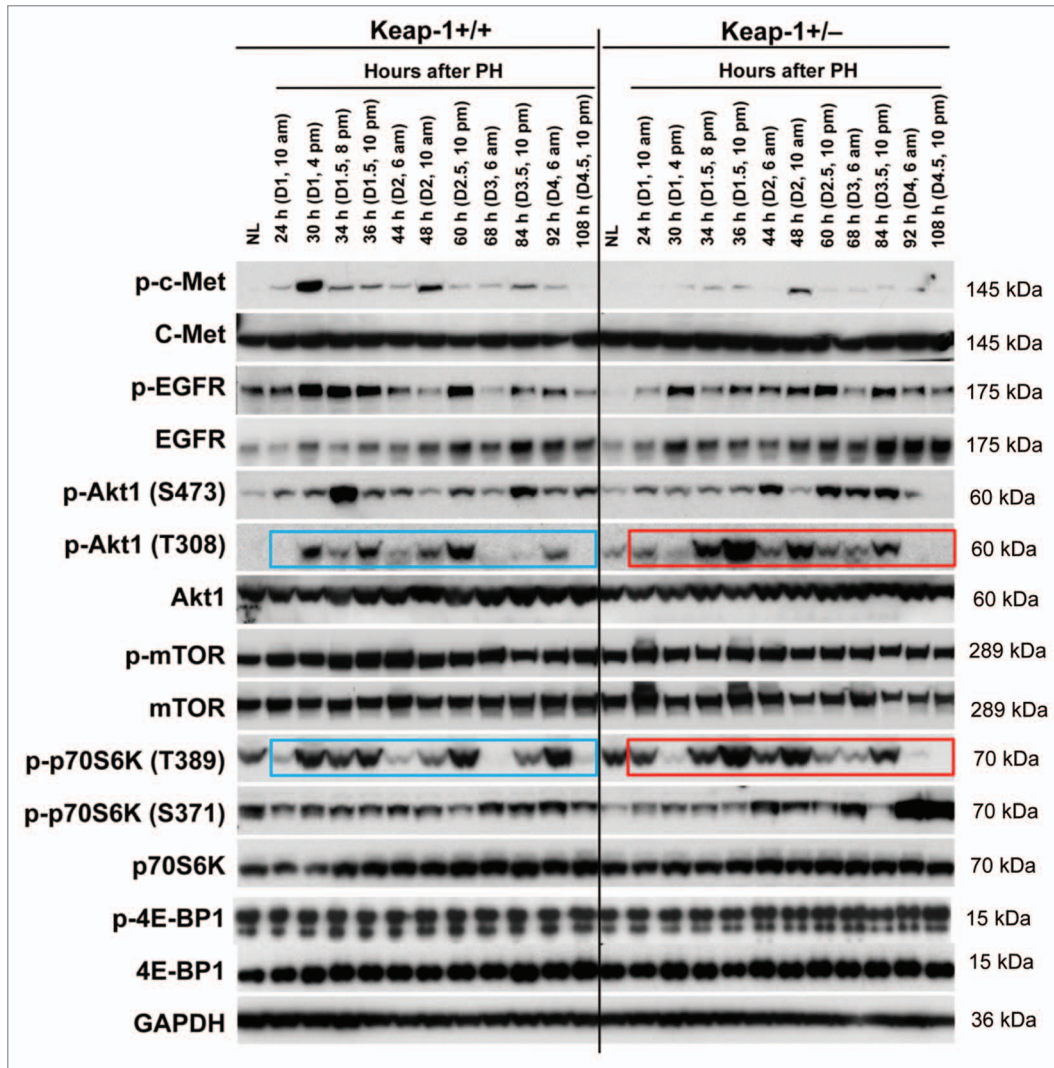 Keap-1+/+
Keap-1+/–
Hours after PH
Hours after PH
NL
24 h (D1, 10 am)
30 h (D1, 4 pm)
34 h (D1.5, 8 pm)
36 h (D1.5, 10 pm)
44 h (D2, 6 am)
48 h (D2, 10 am)
60 h (D2.5, 10 pm)
68 h (D3, 6 am)
84 h (D3.5, 10 pm)
92 h (D4, 6 am)
108 h (D4.5, 10 pm)
NL
24 h (D1, 10 am)
30 h (D1, 4 pm)
34 h (D1.5, 8 pm)
36 h (D1.5, 10 pm)
44 h (D2, 6 am)
48 h (D2, 10 am)
60 h (D2.5, 10 pm)
68 h (D3, 6 am)
84 h (D3.5, 10 pm)
92 h (D4, 6 am)
108 h (D4.5, 10 pm)
p-c-Met 145 kDa
C-Met 145 kDa
p-EGFR 175 kDa
EGFR 175 kDa
p-Akt1 (S473) 60 kDa
p-Akt1 (T308) 60 kDa
Akt1 60 kDa
p-mTOR 289 kDa
mTOR 289 kDa
p-p70S6K (T389) 70 kDa
p-p70S6K (S371) 70 kDa
p70S6K 70 kDa
p-4E-BP1 15 kDa
4E-BP1 15 kDa
GAPDH 36 kDa